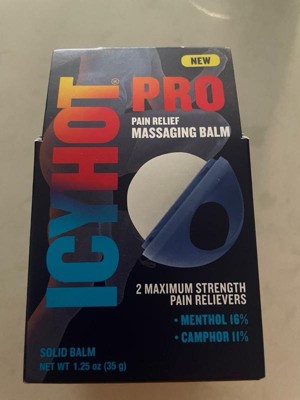 NEW
ICY HOT
PRO
PAIN RELIEF
MASSAGING BALM
2 MAXIMUM STRENGTH
PAIN RELIEVERS
• MENTHOL 16%
• CAMPHOR 11%
SOLID BALM
NET WT 1.25 oz (35 g)